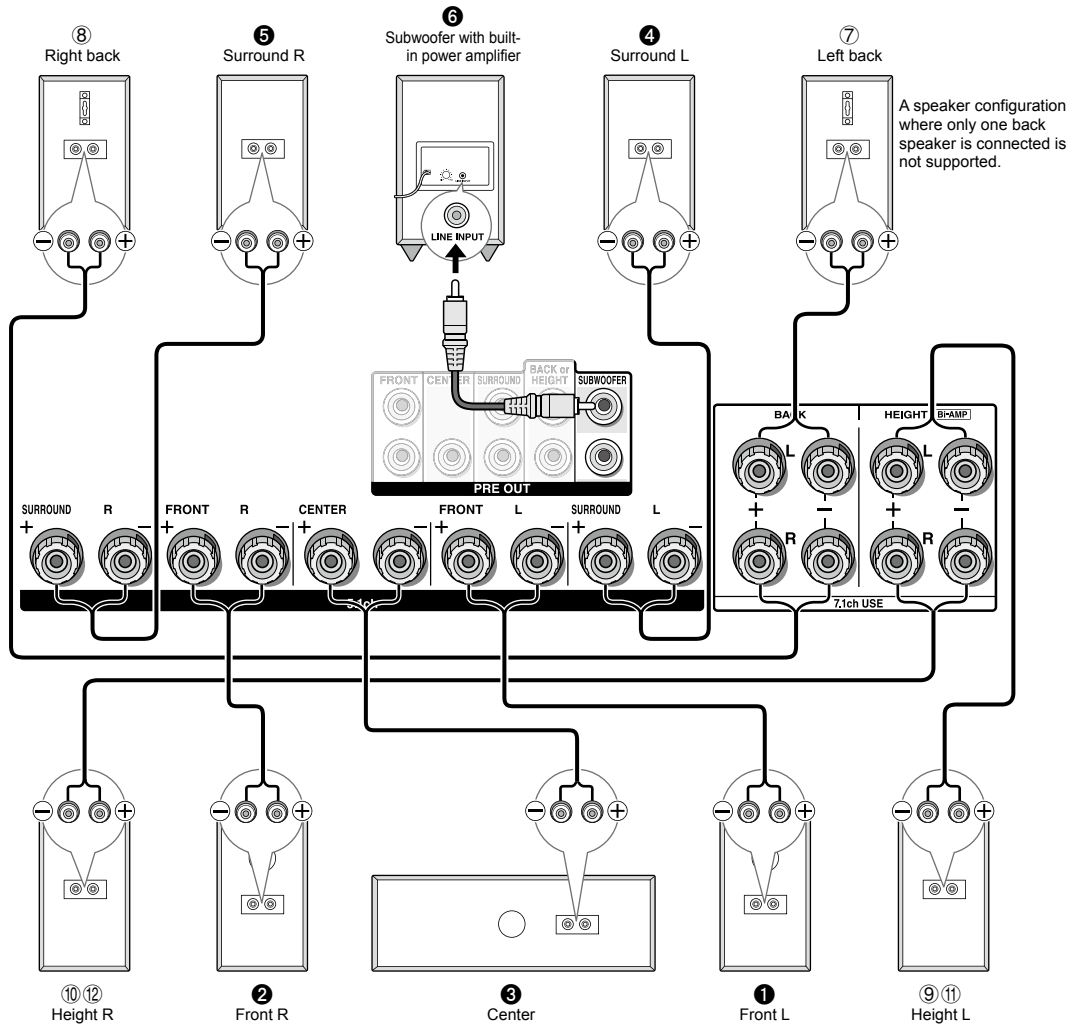 ⑧
Right back
❺
Surround R
❻
Subwoofer with built-
in power amplifier
❹
Surround L
⑦
Left back
A speaker configuration
where only one back
speaker is connected is
not supported.
− +
− +
LINE INPUT
− +
− +
FRONT CENTER SURROUND BACK or
HEIGHT SUBWOOFER
PRE OUT
BACK HEIGHT Bi-AMP
L L
+ − + −
R R
7.1ch USE
SURROUND R FRONT R CENTER FRONT L SURROUND L
+ − + − + − + − + −
5.1ch
− +
− +
− +
− +
− +
⑩⑫
Height R
❷
Front R
❸
Center
❶
Front L
⑨⑪
Height L